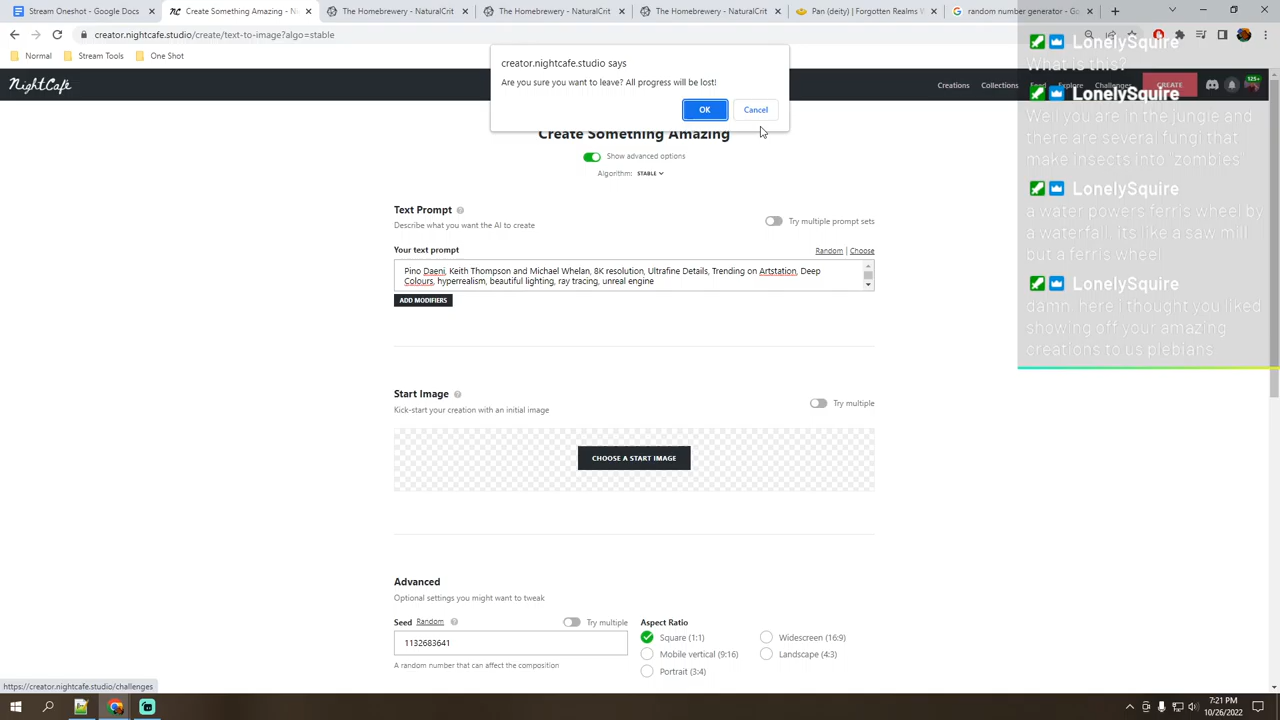 Stream Docs #1 - Google Docs
Create Something Amazing - Nig
The Homebrewery - NaturalCrit
The Homebrewery - NaturalCrit
Pan (deity) | Forgotten Realms W
random number generator - Goo
creator.nightcafe.studio/create/text-to-image?algo=stable
Normal
Stream Tools
One Shot
NightCafe
creator.nightcafe.studio says
Are you sure you want to leave? All progress will be lost!
OK
Cancel
Creations
Collections
Feed
Explore
Challenges
CREATE
125+
Create Something Amazing
Show advanced options
Algorithm: STABLE
Text Prompt
Describe what you want the AI to create
Try multiple prompt sets
Your text prompt
Random | Choose
Pino Daeni, Keith Thompson and Michael Whelan, 8K resolution, Ultrafine Details, Trending on Artstation, Deep
Colours, hyperrealism, beautiful lighting, ray tracing, unreal engine
ADD MODIFIERS
Start Image
Kick-start your creation with an initial image
Try multiple
CHOOSE A START IMAGE
Advanced
Optional settings you might want to tweak
Seed Random
Try multiple
1132683641
A random number that can affect the composition
Aspect Ratio
Square (1:1)
Widescreen (16:9)
Mobile vertical (9:16)
Landscape (4:3)
Portrait (3:4)
LonelySquire
What is this?
LonelySquire
Well you are in the jungle and
there are several fungi that
make insects into "zombies"
LonelySquire
a water powers ferris wheel by
a waterfall, its like a saw mill
but a ferris wheel
LonelySquire
damn, here i thought you liked
showing off your amazing
creations to us plebians
https://creator.nightcafe.studio/challenges
7:21 PM
10/26/2022